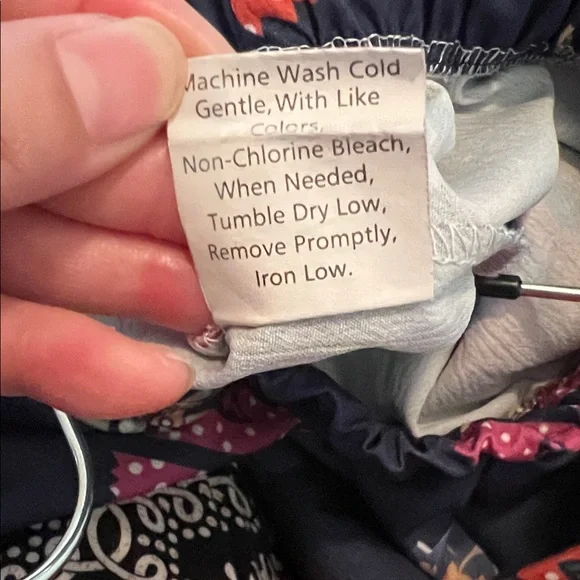 Machine Wash Cold
Gentle, With Like
Colors,
Non-Chlorine Bleach,
When Needed,
Tumble Dry Low,
Remove Promptly,
Iron Low.